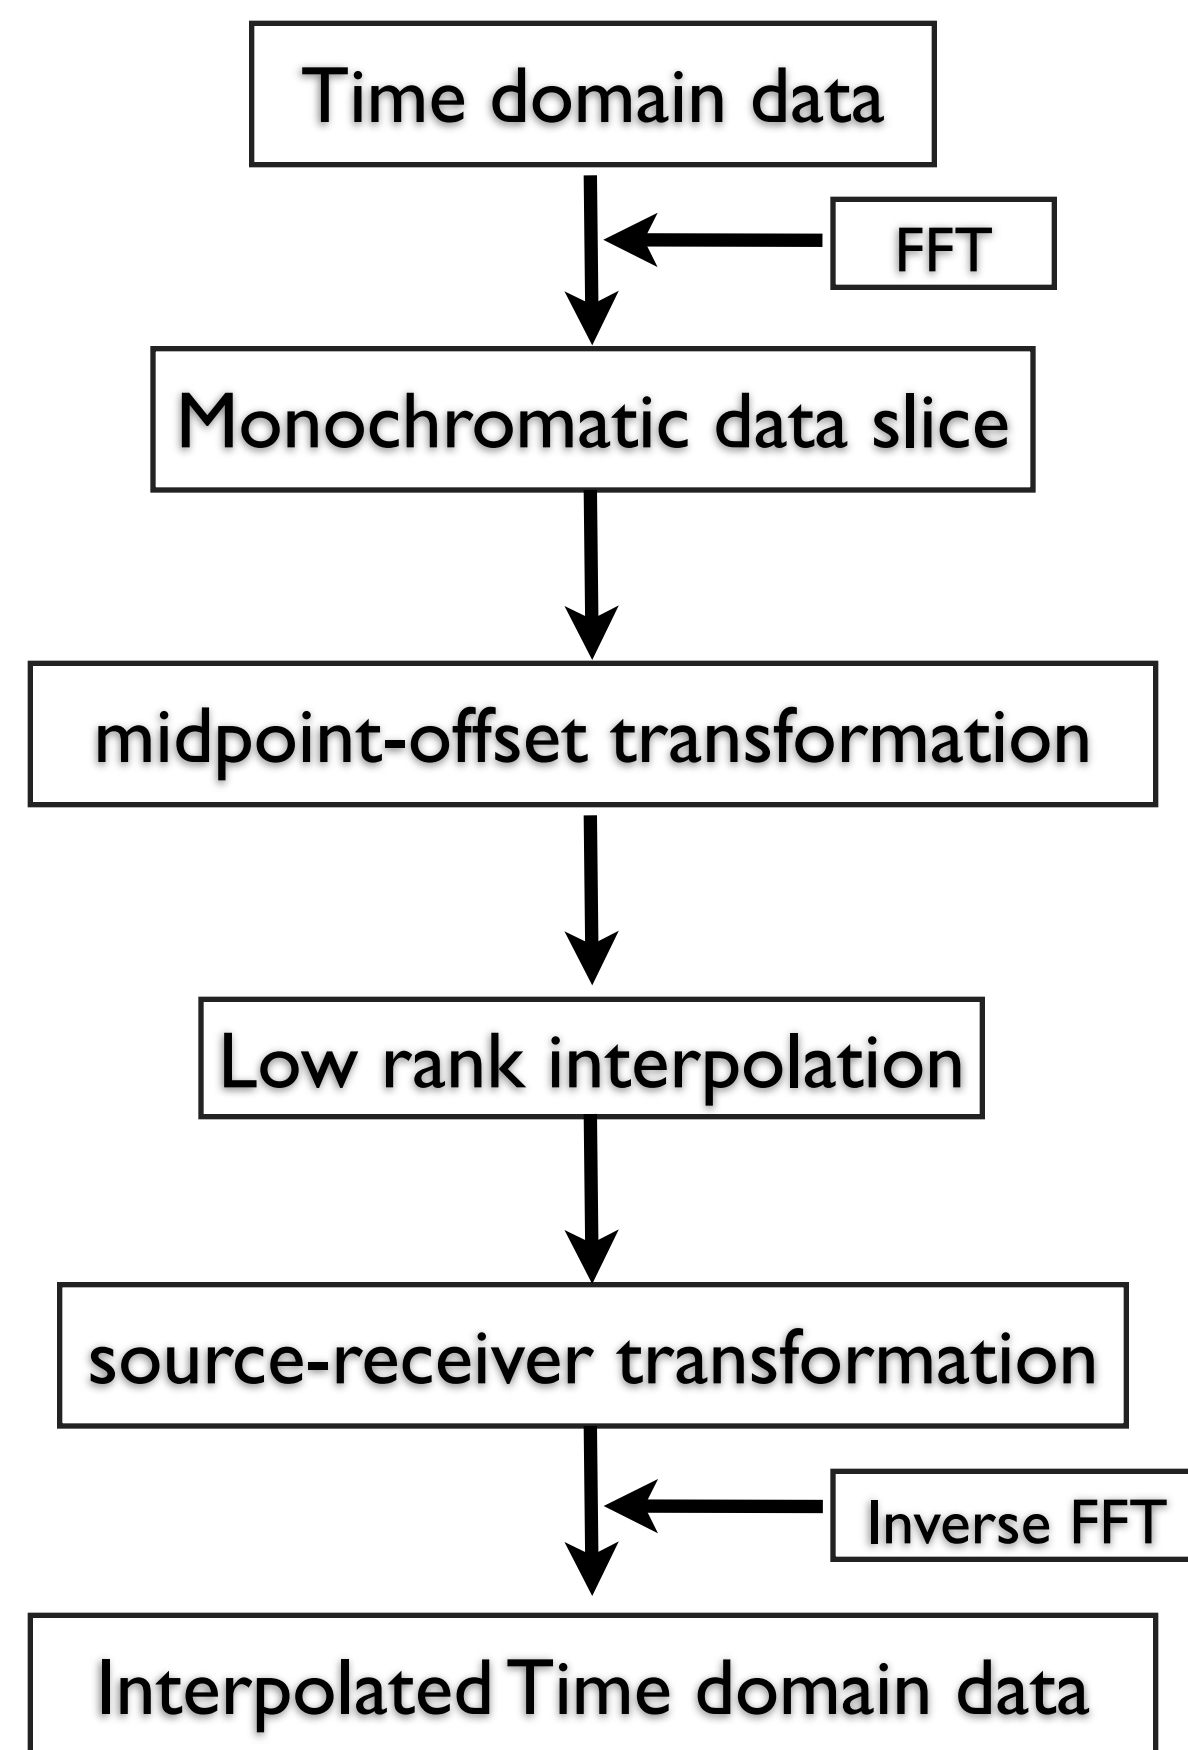 Time domain data
FFT
Monochromatic data slice
midpoint-offset transformation
Low rank interpolation
source-receiver transformation
Inverse FFT
Interpolated Time domain data